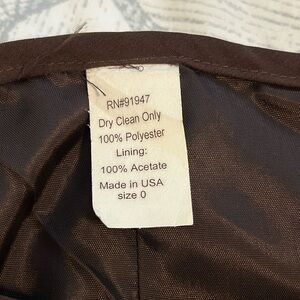 RN#91947
Dry Clean Only
100% Polyester
Lining:
100% Acetate
Made in USA
size 0